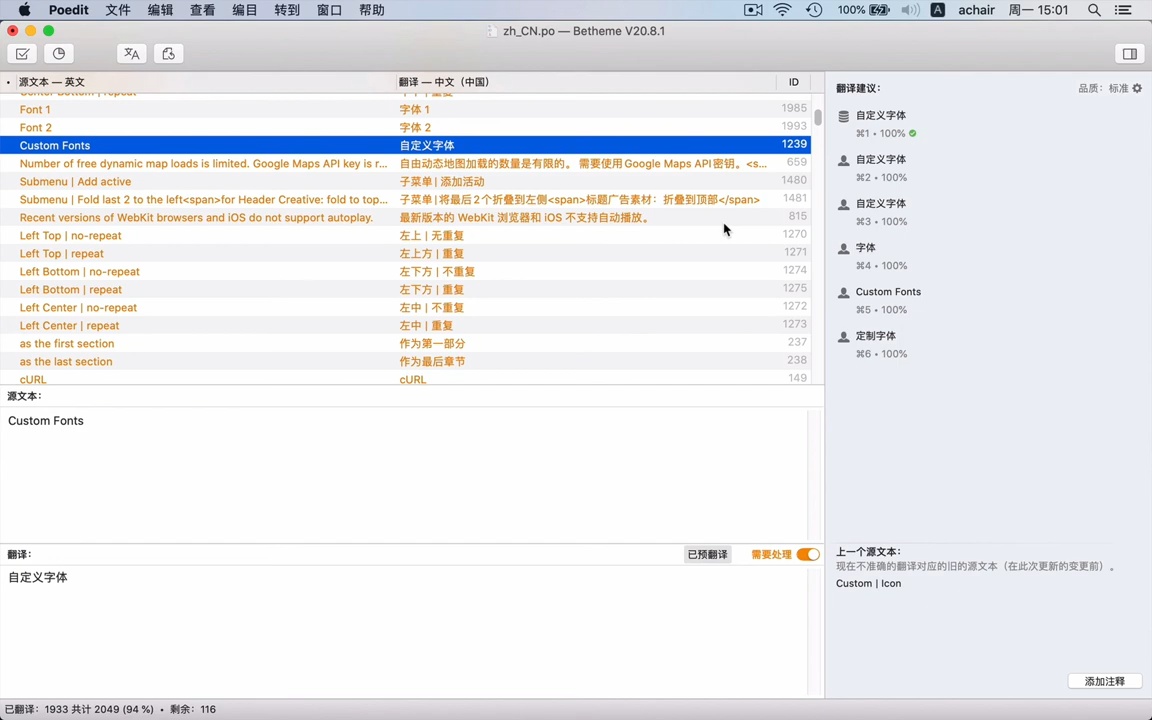 Poedit 文件 编辑 查看 编目 转到 窗口 帮助 100% A achair 周一 15:01
zh_CN.po — Betheme V20.8.1
• 源文本 — 英文 翻译 — 中文（中国） ID
Center Bottom | repeat 中下 | 重复
Font 1 字体 1 1985
Font 2 字体 2 1993
Custom Fonts 自定义字体 1239
Number of free dynamic map loads is limited. Google Maps API key is r... 自由动态地图加载的数量是有限的。 需要使用Google Maps API密钥。<s... 659
Submenu | Add active 子菜单 | 添加活动 1480
Submenu | Fold last 2 to the left<span>for Header Creative: fold to top... 子菜单|将最后2个折叠到左侧<span>标题广告素材：折叠到顶部</span> 1481
Recent versions of WebKit browsers and iOS do not support autoplay. 最新版本的 WebKit 浏览器和 iOS 不支持自动播放。 815
Left Top | no-repeat 左上 | 无重复 1270
Left Top | repeat 左上方 | 重复 1271
Left Bottom | no-repeat 左下方 | 不重复 1274
Left Bottom | repeat 左下方 | 重复 1275
Left Center | no-repeat 左中 | 不重复 1272
Left Center | repeat 左中 | 重复 1273
as the first section 作为第一部分 237
as the last section 作为最后章节 238
cURL cURL 149
源文本：
Custom Fonts
翻译： 已预翻译 需要处理
自定义字体
翻译建议： 品质：标准
自定义字体
⌘1 • 100%
自定义字体
⌘2 • 100%
自定义字体
⌘3 • 100%
字体
⌘4 • 100%
Custom Fonts
⌘5 • 100%
定制字体
⌘6 • 100%
上一个源文本：
现在不准确的翻译对应的旧的源文本（在此次更新的变更前）。
Custom | Icon
添加注释
已翻译：1933 共计 2049 (94 %) • 剩余：116